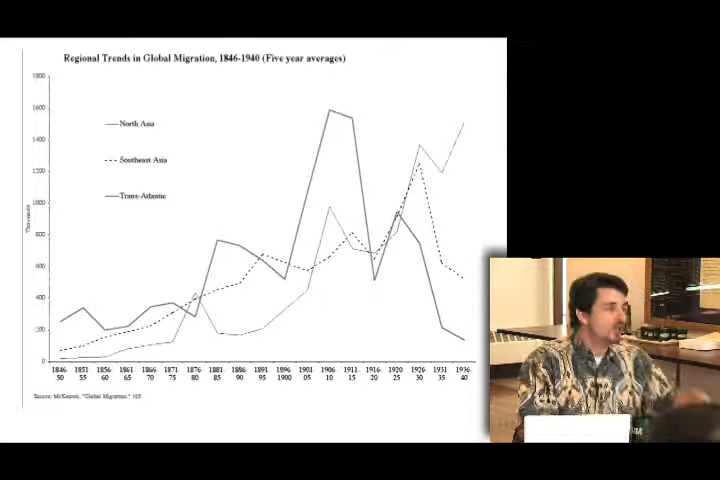 Regional Trends in Global Migration, 1846-1940 (Five year averages)
1800
1600
1400
1200
1000
800
600
400
200
0
Thousands
North Asia
Southeast Asia
Trans-Atlantic
1846- 1851 1856 1861 1866 1871 1876 1881 1886 1891 1896 1901 1906 1911 1916 1920 1926 1931 1936-
50 55 60 65 70 75 80 85 90 95 1900 05 10 15 20 25 30 35 40
Source: McKeown, "Global Migration," 165